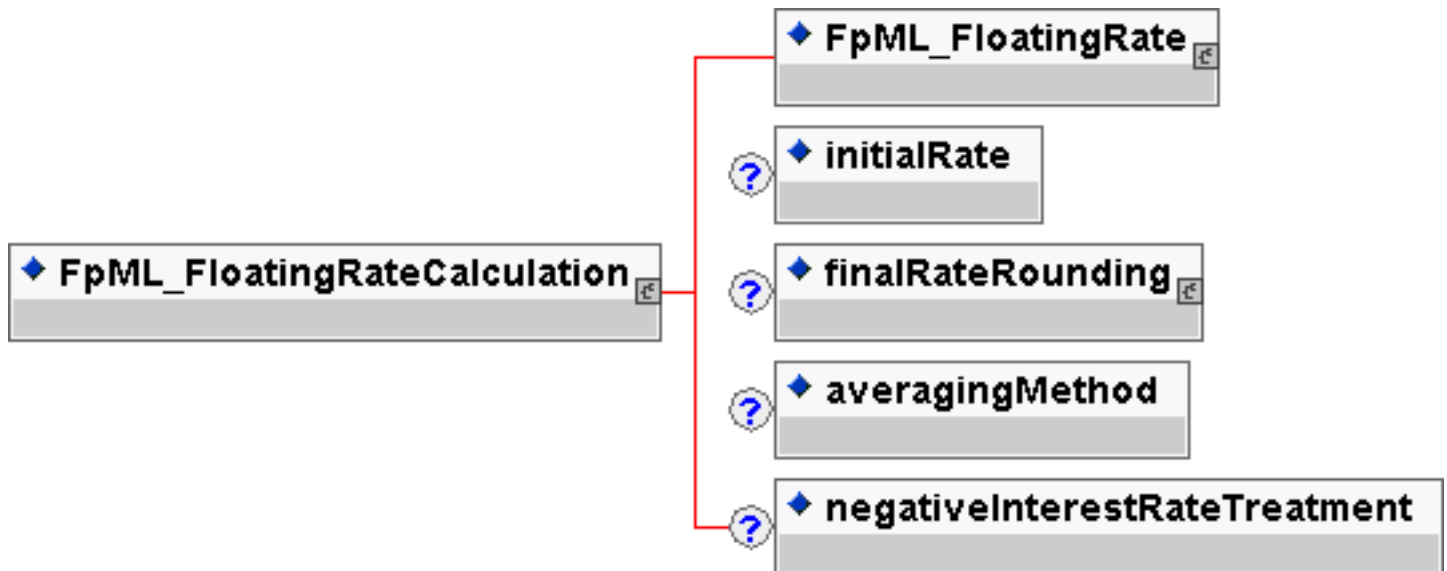 FpML_FloatingRate
?
initialRate
FpML_FloatingRateCalculation
?
finalRateRounding
?
averagingMethod
?
negativeInterestRateTreatment